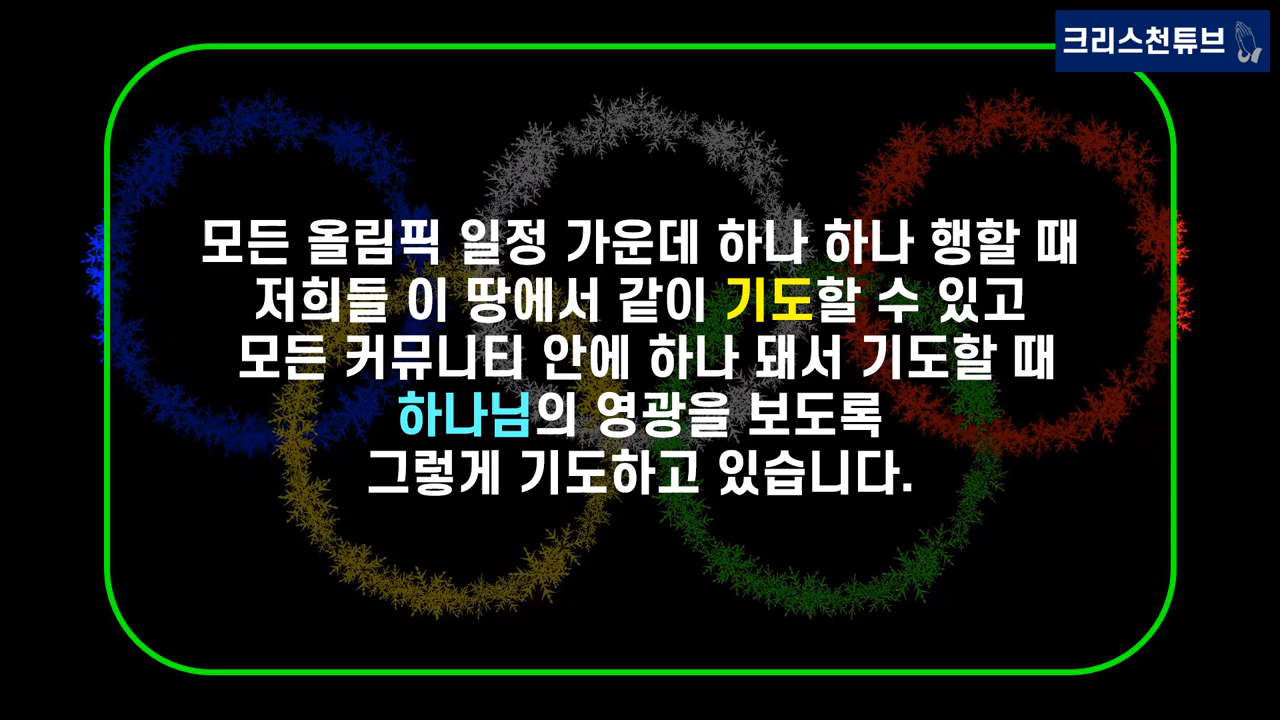 크리스천튜브
모든 올림픽 일정 가운데 하나 하나 행할 때
저희들 이 땅에서 같이 기도할 수 있고
모든 커뮤니티 안에 하나 돼서 기도할 때
하나님의 영광을 보도록
그렇게 기도하고 있습니다.